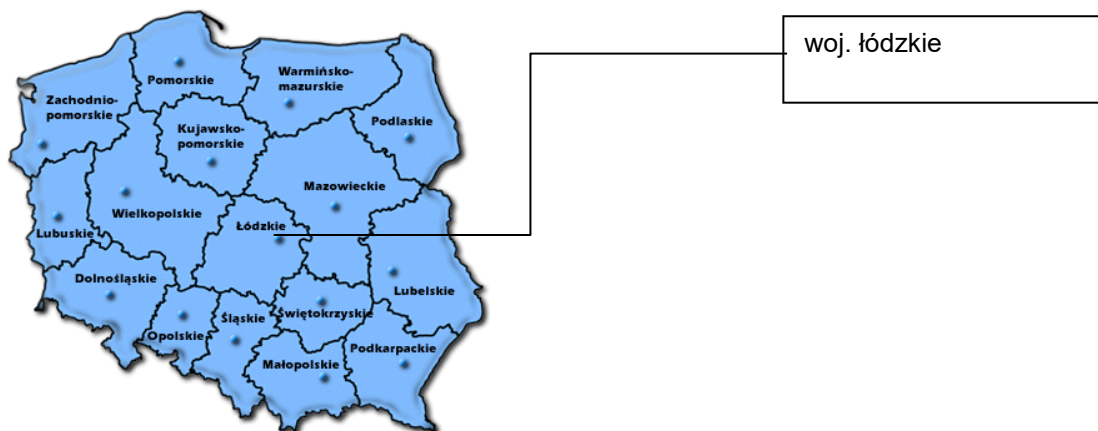 woj. łódzkie
Pomorskie
Warmińsko-
mazurskie
Zachodnio-
pomorskie
Kujawsko-
pomorskie
Podlaskie
Mazowieckie
Wielkopolskie
Łódzkie
Lubuskie
Dolnośląskie
Lubelskie
Opolskie
Śląskie
Świętokrzyskie
Małopolskie
Podkarpackie